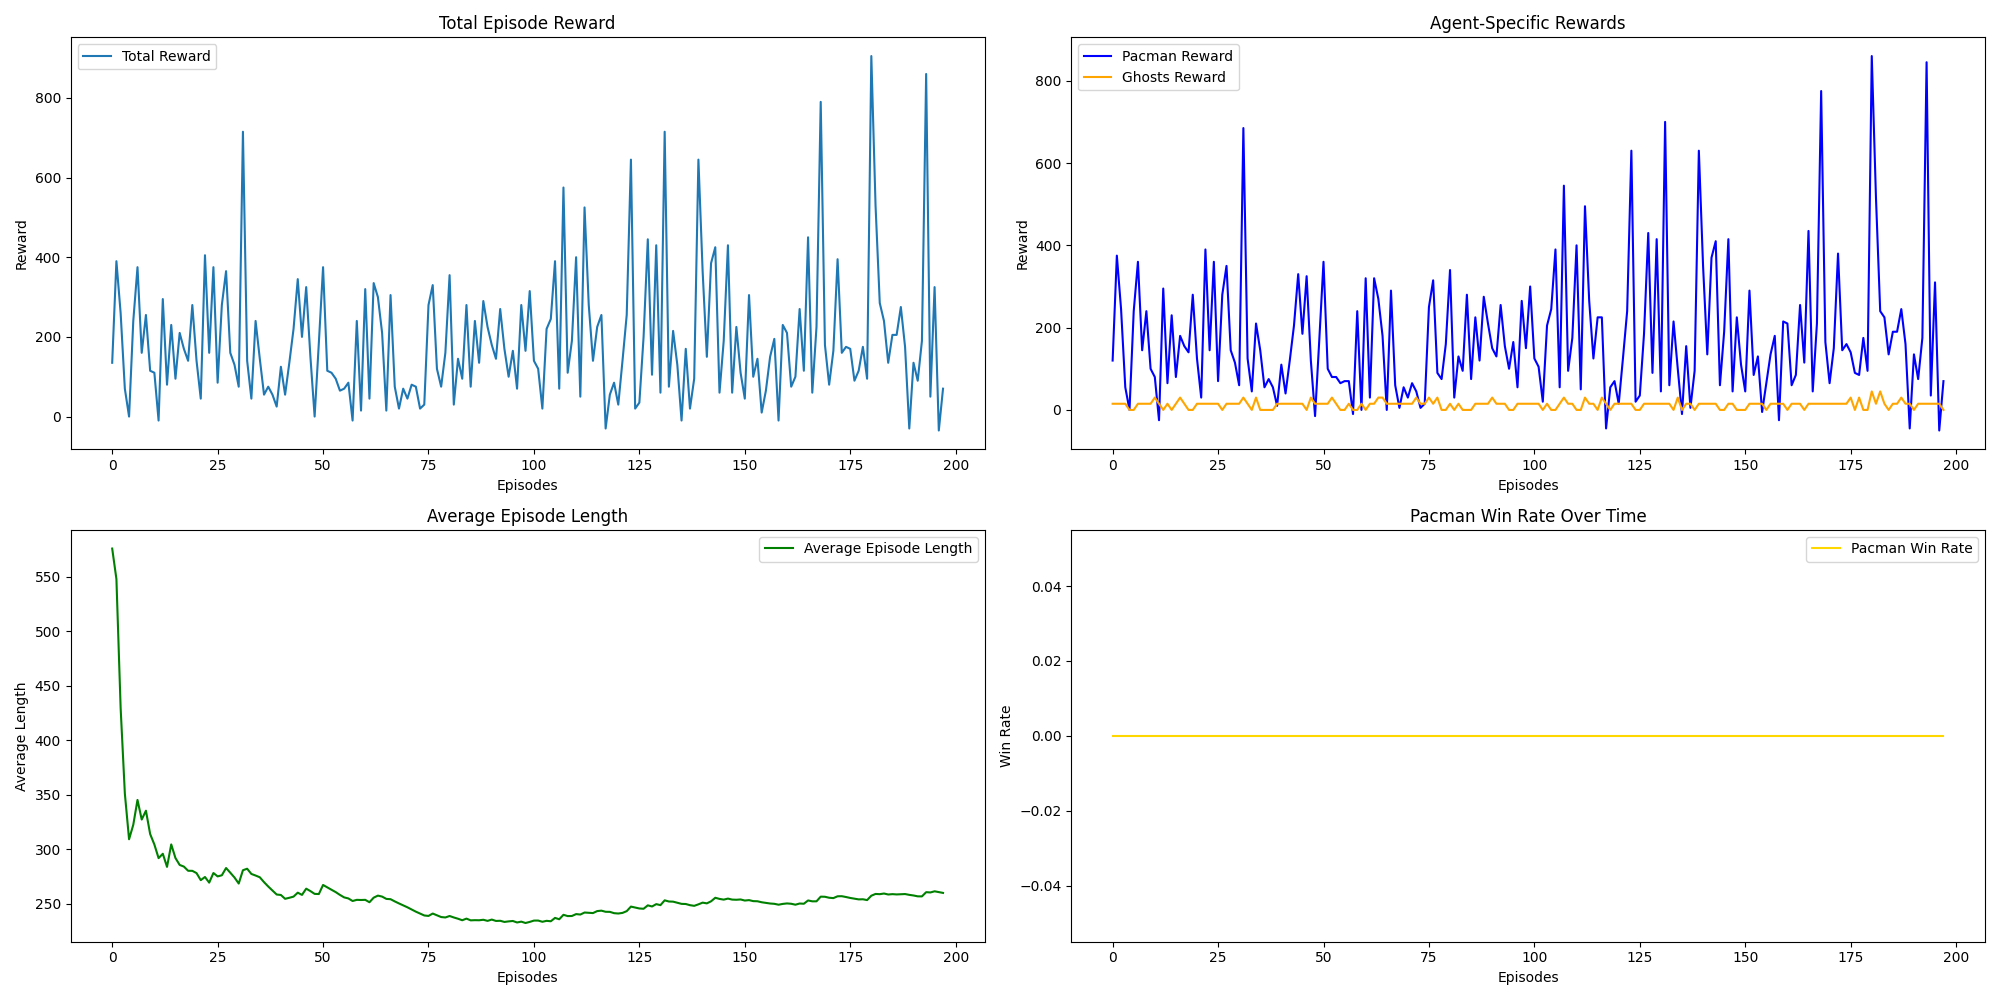 Total Episode Reward
Total Reward
Reward
800
600
400
200
0
0 25 50 75 100 125 150 175 200
Episodes
Agent-Specific Rewards
Pacman Reward
Ghosts Reward
Reward
800
600
400
200
0
0 25 50 75 100 125 150 175 200
Episodes
Average Episode Length
Average Episode Length
Average Length
550
500
450
400
350
300
250
0 25 50 75 100 125 150 175 200
Episodes
Pacman Win Rate Over Time
Pacman Win Rate
Win Rate
0.04
0.02
0.00
−0.02
−0.04
0 25 50 75 100 125 150 175 200
Episodes